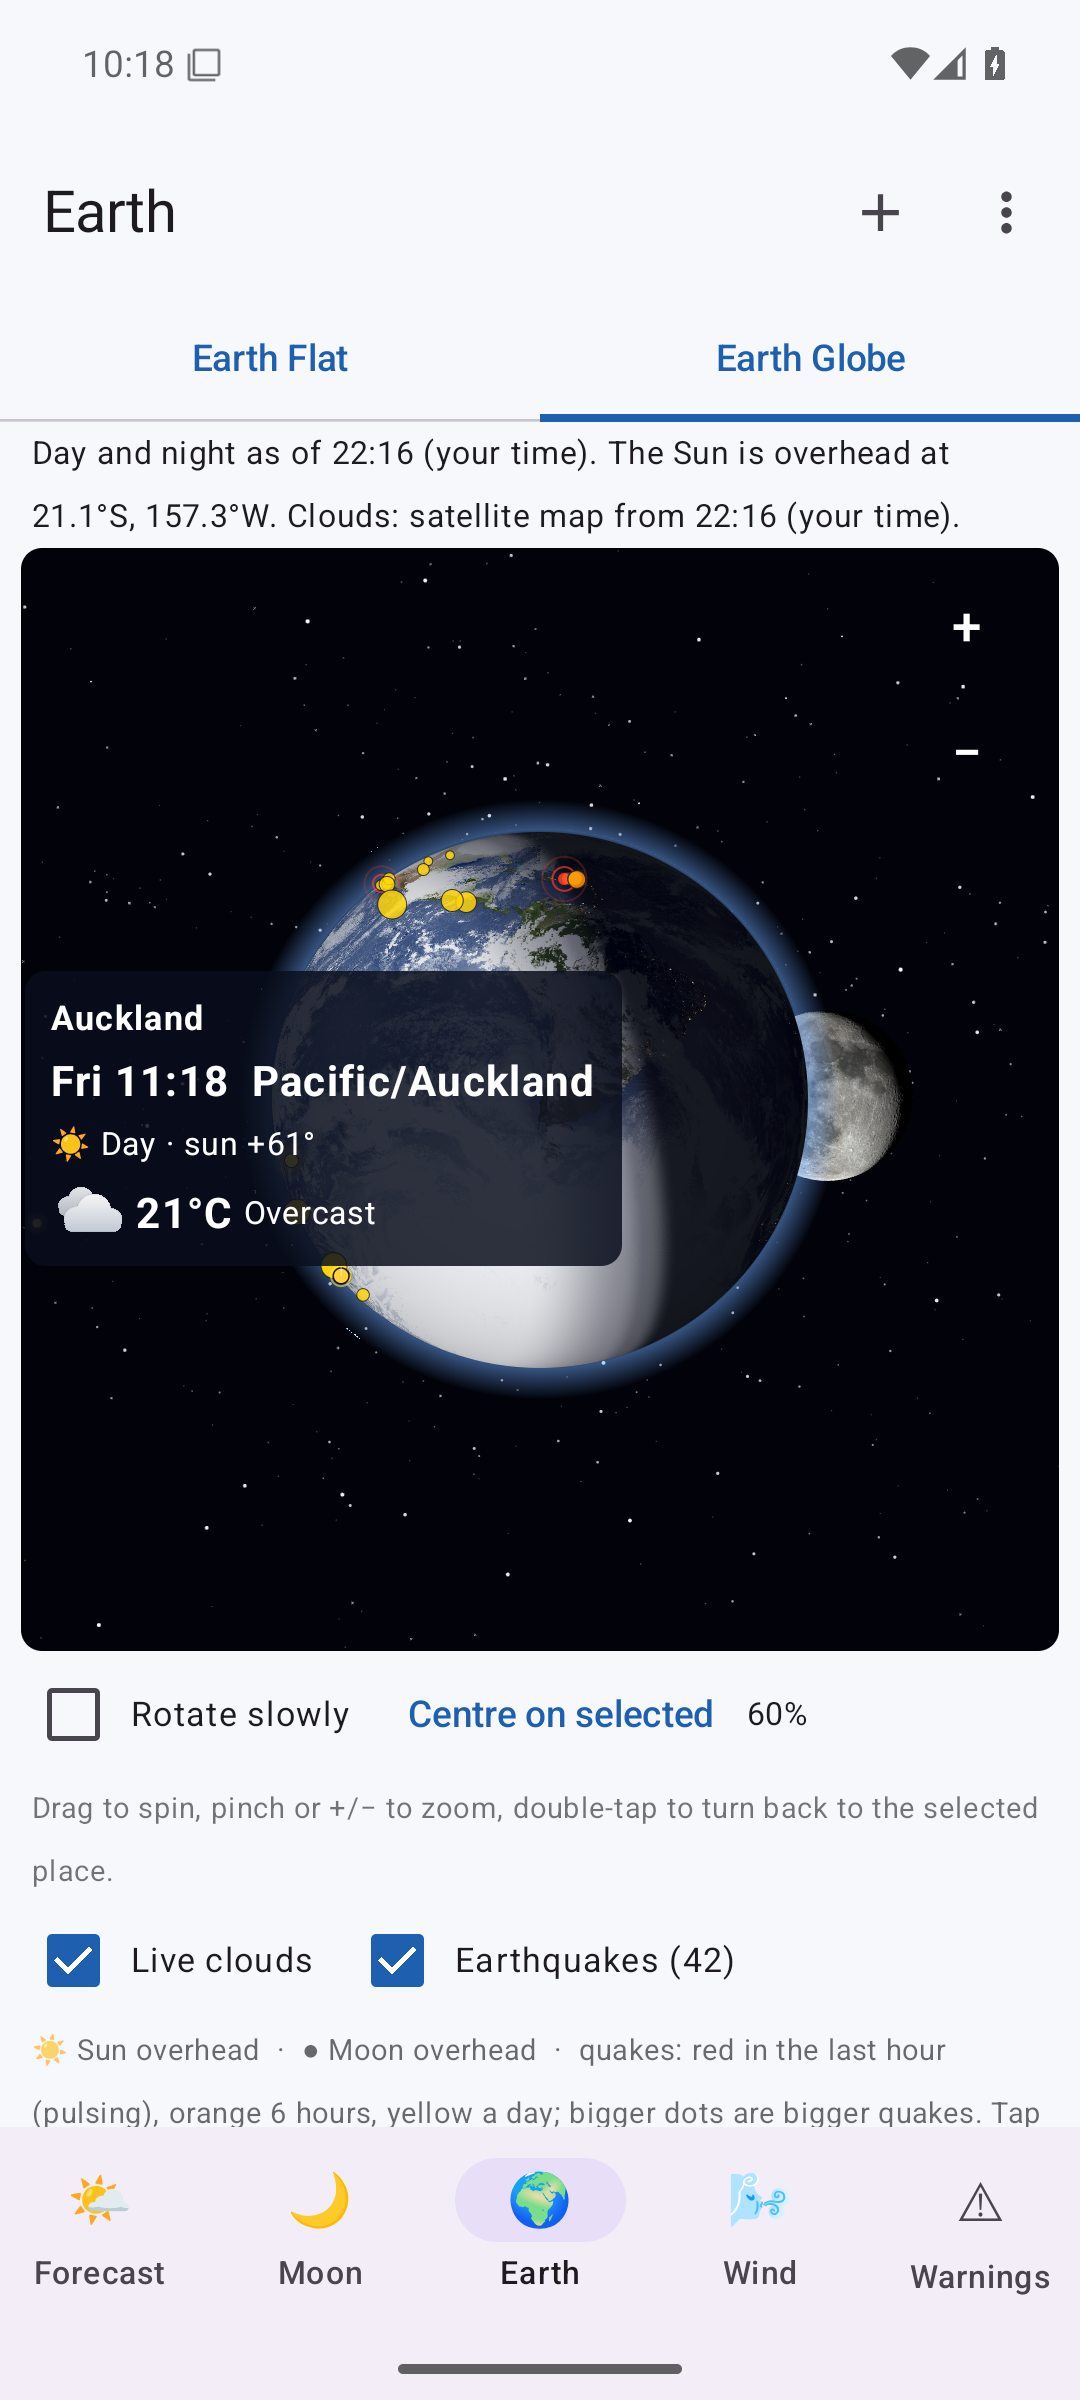 10:18
Earth
Earth Flat
Earth Globe
Day and night as of 22:16 (your time). The Sun is overhead at
21.1°S, 157.3°W. Clouds: satellite map from 22:16 (your time).
+
−
Auckland
Fri 11:18 Pacific/Auckland
Day · sun +61°
21°C Overcast
Rotate slowly
Centre on selected
60%
Drag to spin, pinch or +/− to zoom, double-tap to turn back to the selected
place.
Live clouds
Earthquakes (42)
☀️ Sun overhead · ● Moon overhead · quakes: red in the last hour
(pulsing), orange 6 hours, yellow a day; bigger dots are bigger quakes. Tap
Forecast
Moon
Earth
Wind
Warnings